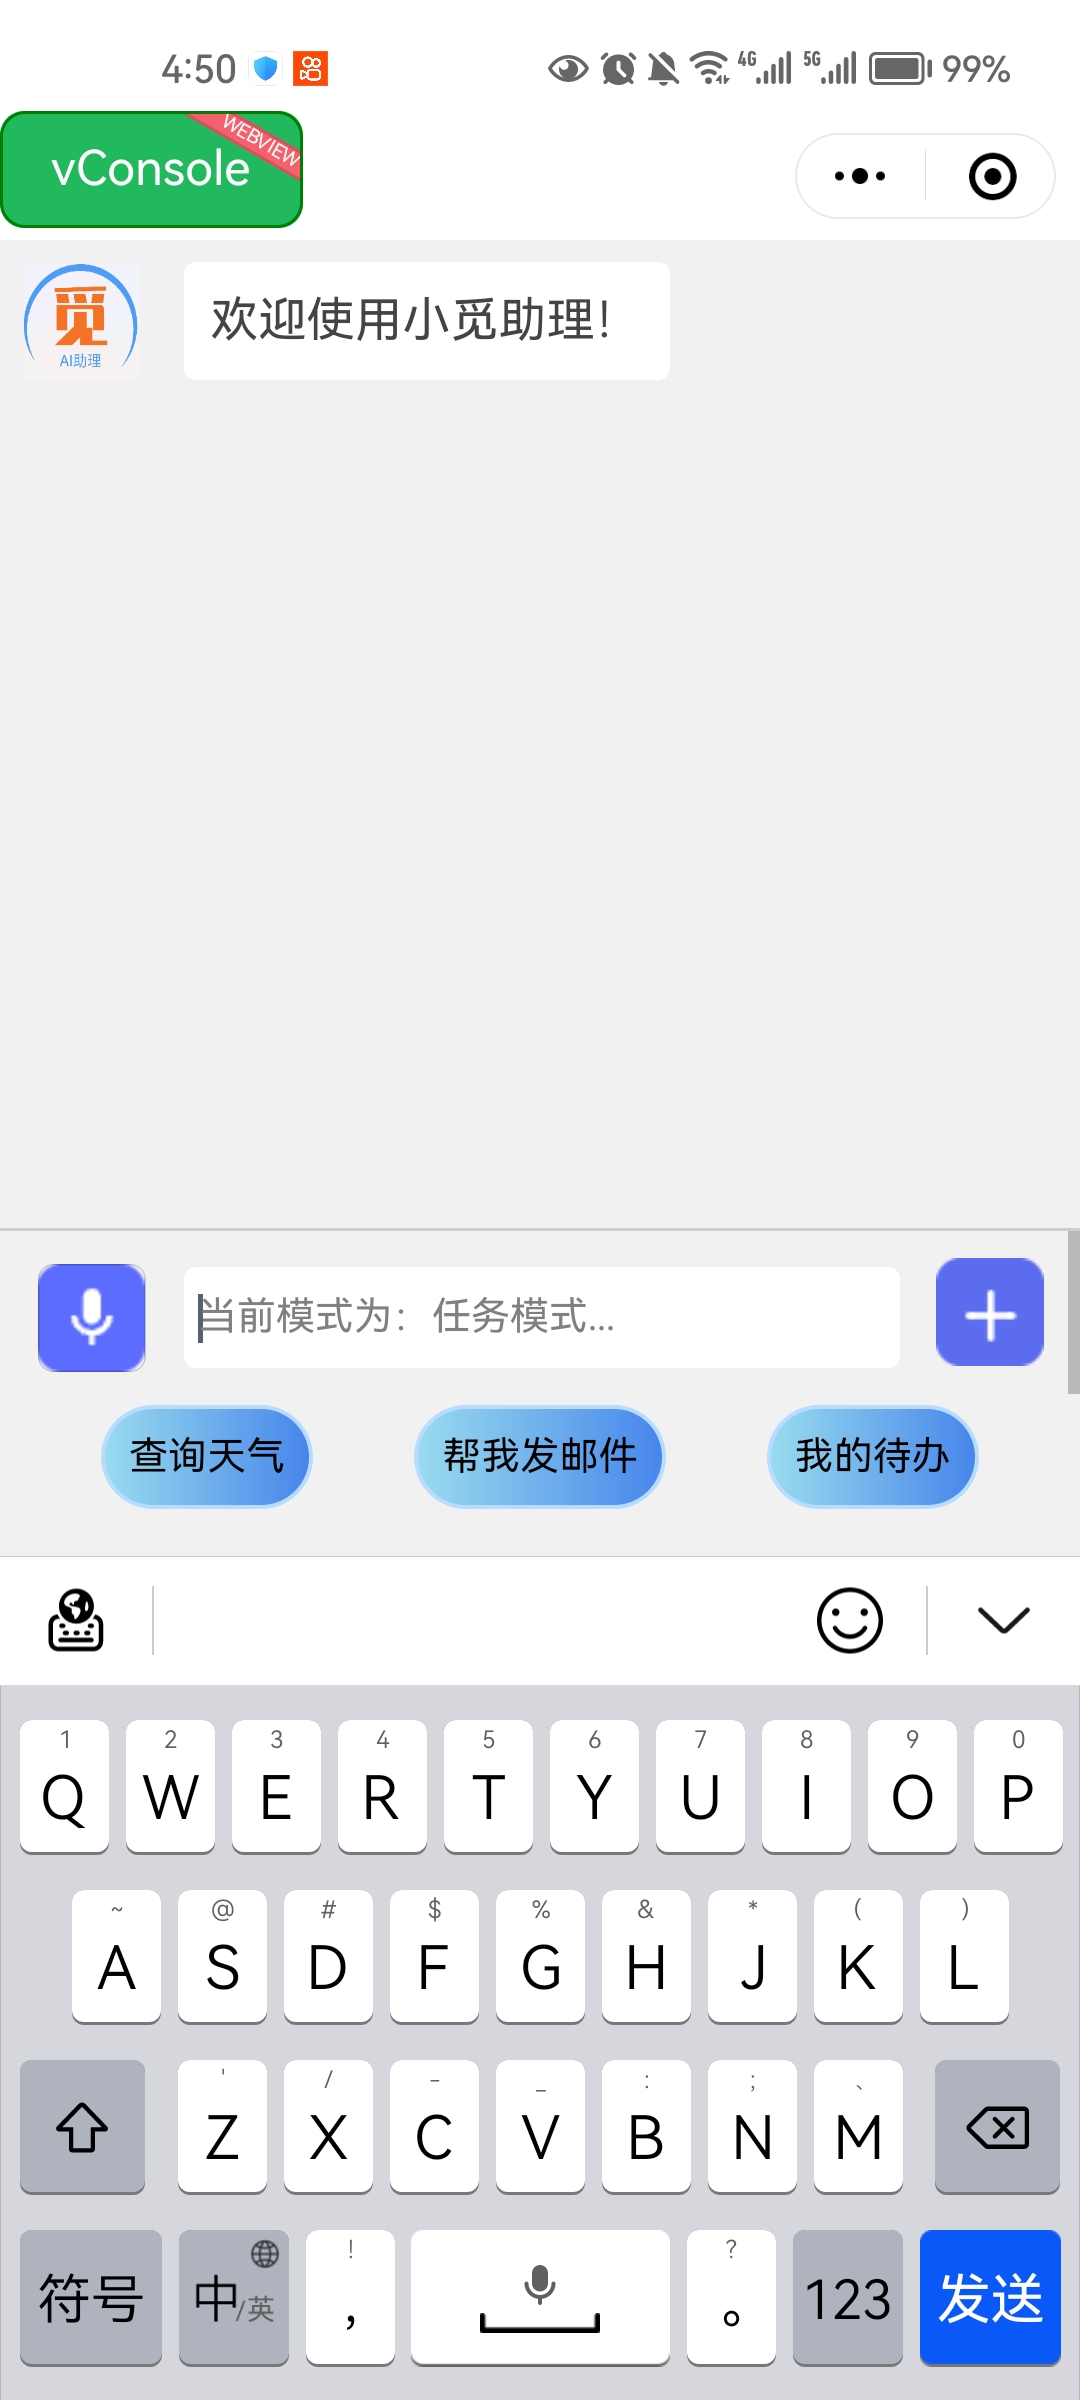 4:50
4G
5G
99%
vConsole
WEBVIEW
觅
AI助理
欢迎使用小觅助理！
当前模式为：任务模式...
查询天气
帮我发邮件
我的待办
1 2 3 4 5 6 7 8 9 0
Q W E R T Y U I O P
~ @ # $ % & * ( )
A S D F G H J K L
' / - _ : ; 、
Z X C V B N M
! ?
符号 中/英 , 。 123 发送